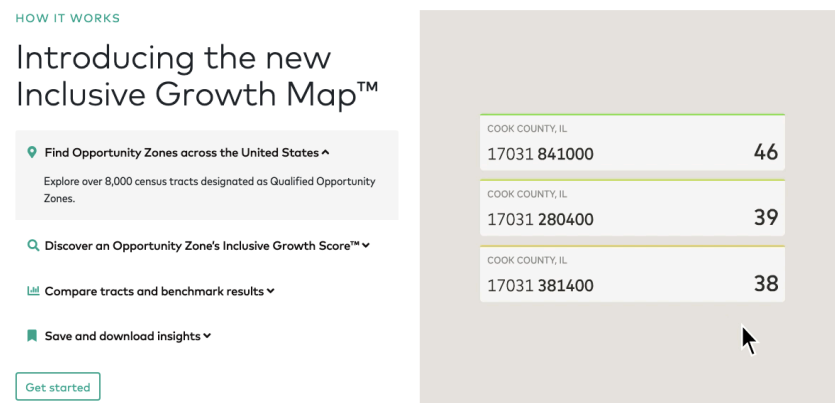 HOW IT WORKS
Introducing the new
Inclusive Growth Map™
Find Opportunity Zones across the United States
Explore over 8,000 census tracts designated as Qualified Opportunity
Zones.
Discover an Opportunity Zone's Inclusive Growth Score™
Compare tracts and benchmark results
Save and download insights
Get started
COOK COUNTY, IL
17031 841000 46
COOK COUNTY, IL
17031 280400 39
COOK COUNTY, IL
17031 381400 38